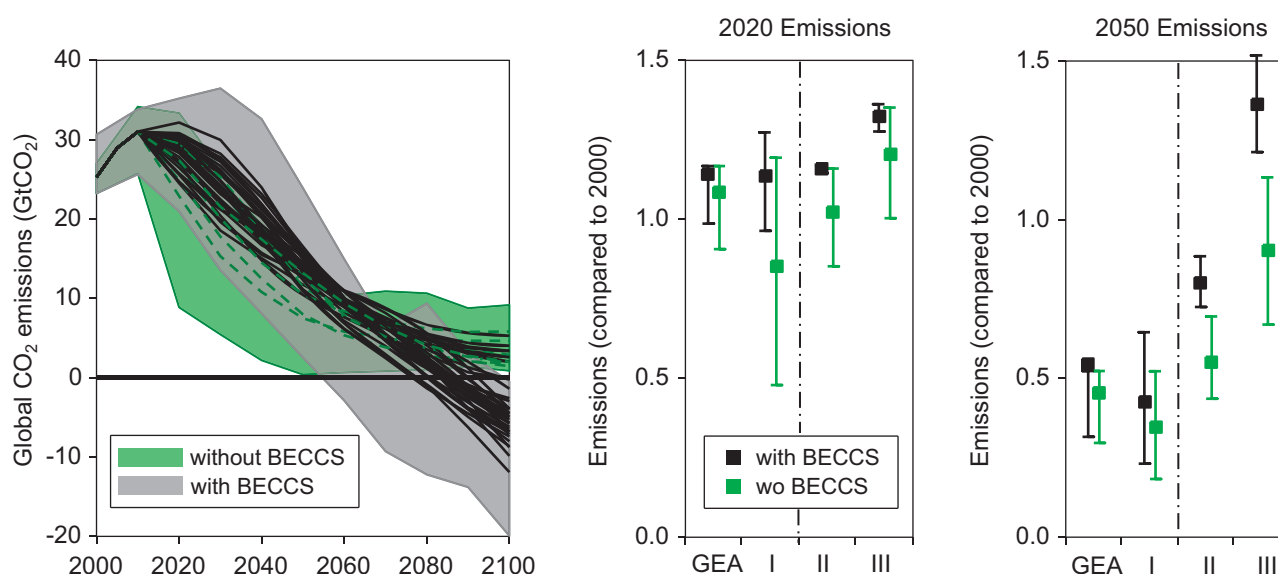 Global CO2 emissions (GtCO2)
40
30
20
10
0
-10
-20
without BECCS
with BECCS
2000 2020 2040 2060 2080 2100
2020 Emissions
Emissions (compared to 2000)
1.5
1.0
0.5
0.0
with BECCS
wo BECCS
GEA I II III
2050 Emissions
Emissions (compared to 2000)
1.5
1.0
0.5
0.0
GEA I II III